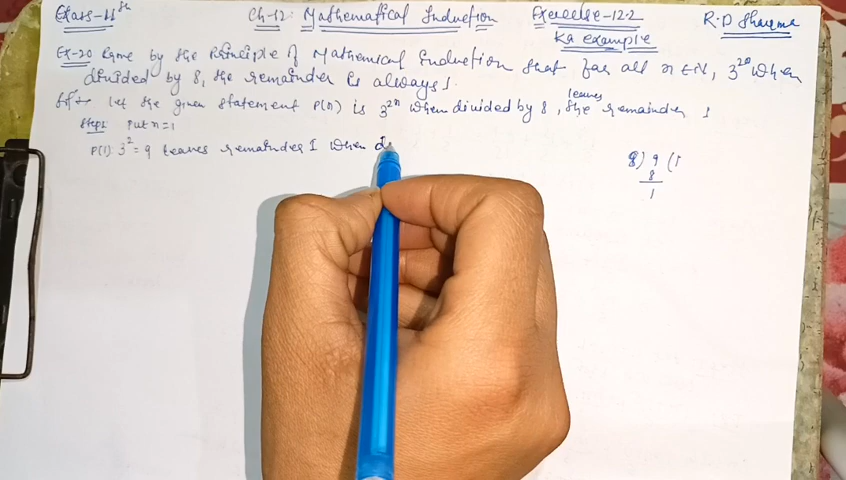 Class-11th Ch-12: Mathematical Induction Exercise-12.2 R.D Sharma
Ka example
Ex-20 Prove by the Principle of Mathemical Induction that for all n ∈ N, 3^2n when
divided by 8, the remainder is always 1.
Sol- Let the given statement P(n) is 3^2n when divided by 8, leaves the remainder 1
Step1: Put n=1
P(1): 3^2 = 9 leaves remainder 1 when di
8) 9 (1
8
1